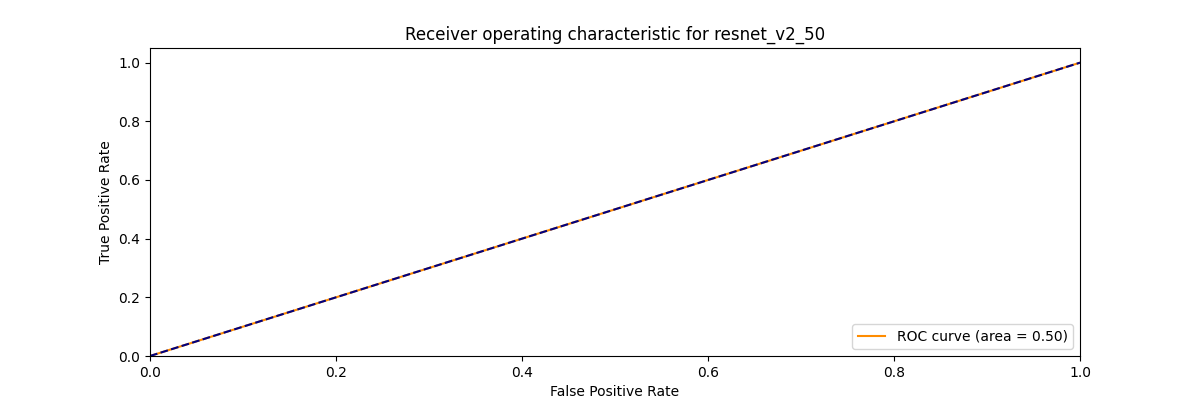 Receiver operating characteristic for resnet_v2_50
True Positive Rate
1.0
0.8
0.6
0.4
0.2
0.0
ROC curve (area = 0.50)
0.0 0.2 0.4 0.6 0.8 1.0
False Positive Rate